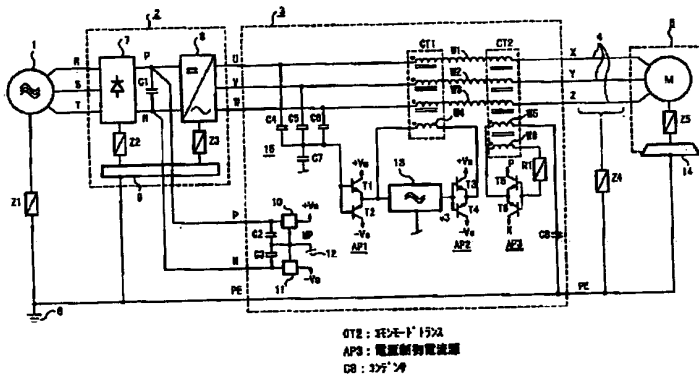 2
3
1
7
8
4
5
R
S
T
P
N
C1
U
V
W
CT1
CT2
W1
W2
W3
W4
W5
W6
X
Y
Z
M
Z1
Z2
Z3
Z4
Z5
9
C4
C5
C6
C7
15
+Vs
-Vs
T1
T2
AP1
13
v3
+Vs
-Vs
T3
T4
AP2
P
N
T5
T6
R1
AP3
C8
14
P
N
C2
C3
10
11
MP
12
+Vs
-Vs
PE
PE
6
CT2：コモンモードトランス
AP3：電圧制御電流源
C8：コンデンサ